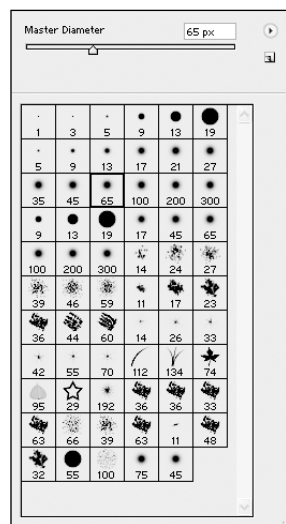 Master Diameter 65 px
1 3 5 9 13 19
5 9 13 17 21 27
35 45 65 100 200 300
9 13 19 17 45 65
100 200 300 14 24 27
39 46 59 11 17 23
36 44 60 14 26 33
42 55 70 112 134 74
95 29 192 36 36 33
63 66 39 63 11 48
32 55 100 75 45